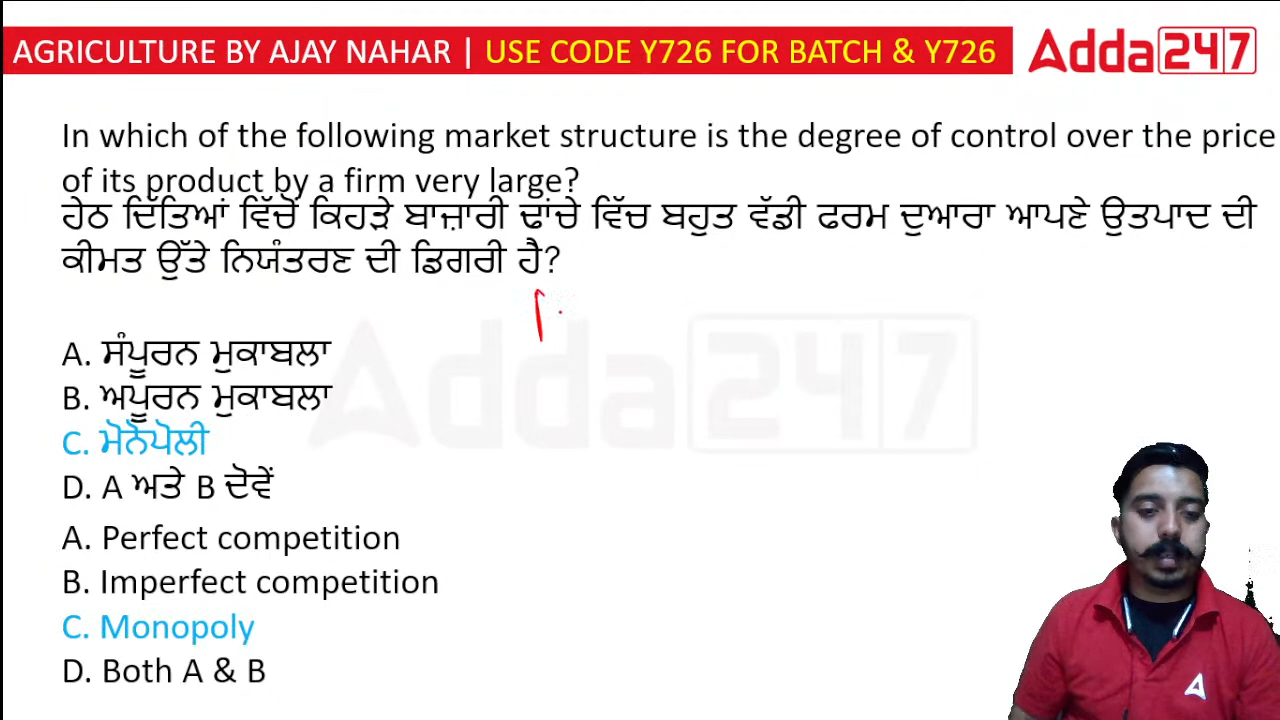 AGRICULTURE BY AJAY NAHAR | USE CODE Y726 FOR BATCH & Y726
Adda247
In which of the following market structure is the degree of control over the price
of its product by a firm very large?
ਹੇਠ ਦਿੱਤਿਆਂ ਵਿੱਚੋਂ ਕਿਹੜੇ ਬਾਜ਼ਾਰੀ ਢਾਂਚੇ ਵਿੱਚ ਬਹੁਤ ਵੱਡੀ ਫਰਮ ਦੁਆਰਾ ਆਪਣੇ ਉਤਪਾਦ ਦੀ
ਕੀਮਤ ਉੱਤੇ ਨਿਯੰਤਰਣ ਦੀ ਡਿਗਰੀ ਹੈ?
A. ਸੰਪੂਰਨ ਮੁਕਾਬਲਾ
B. ਅਪੂਰਨ ਮੁਕਾਬਲਾ
C. ਮੋਨੋਪੋਲੀ
D. A ਅਤੇ B ਦੋਵੇਂ
A. Perfect competition
B. Imperfect competition
C. Monopoly
D. Both A & B
Adda247